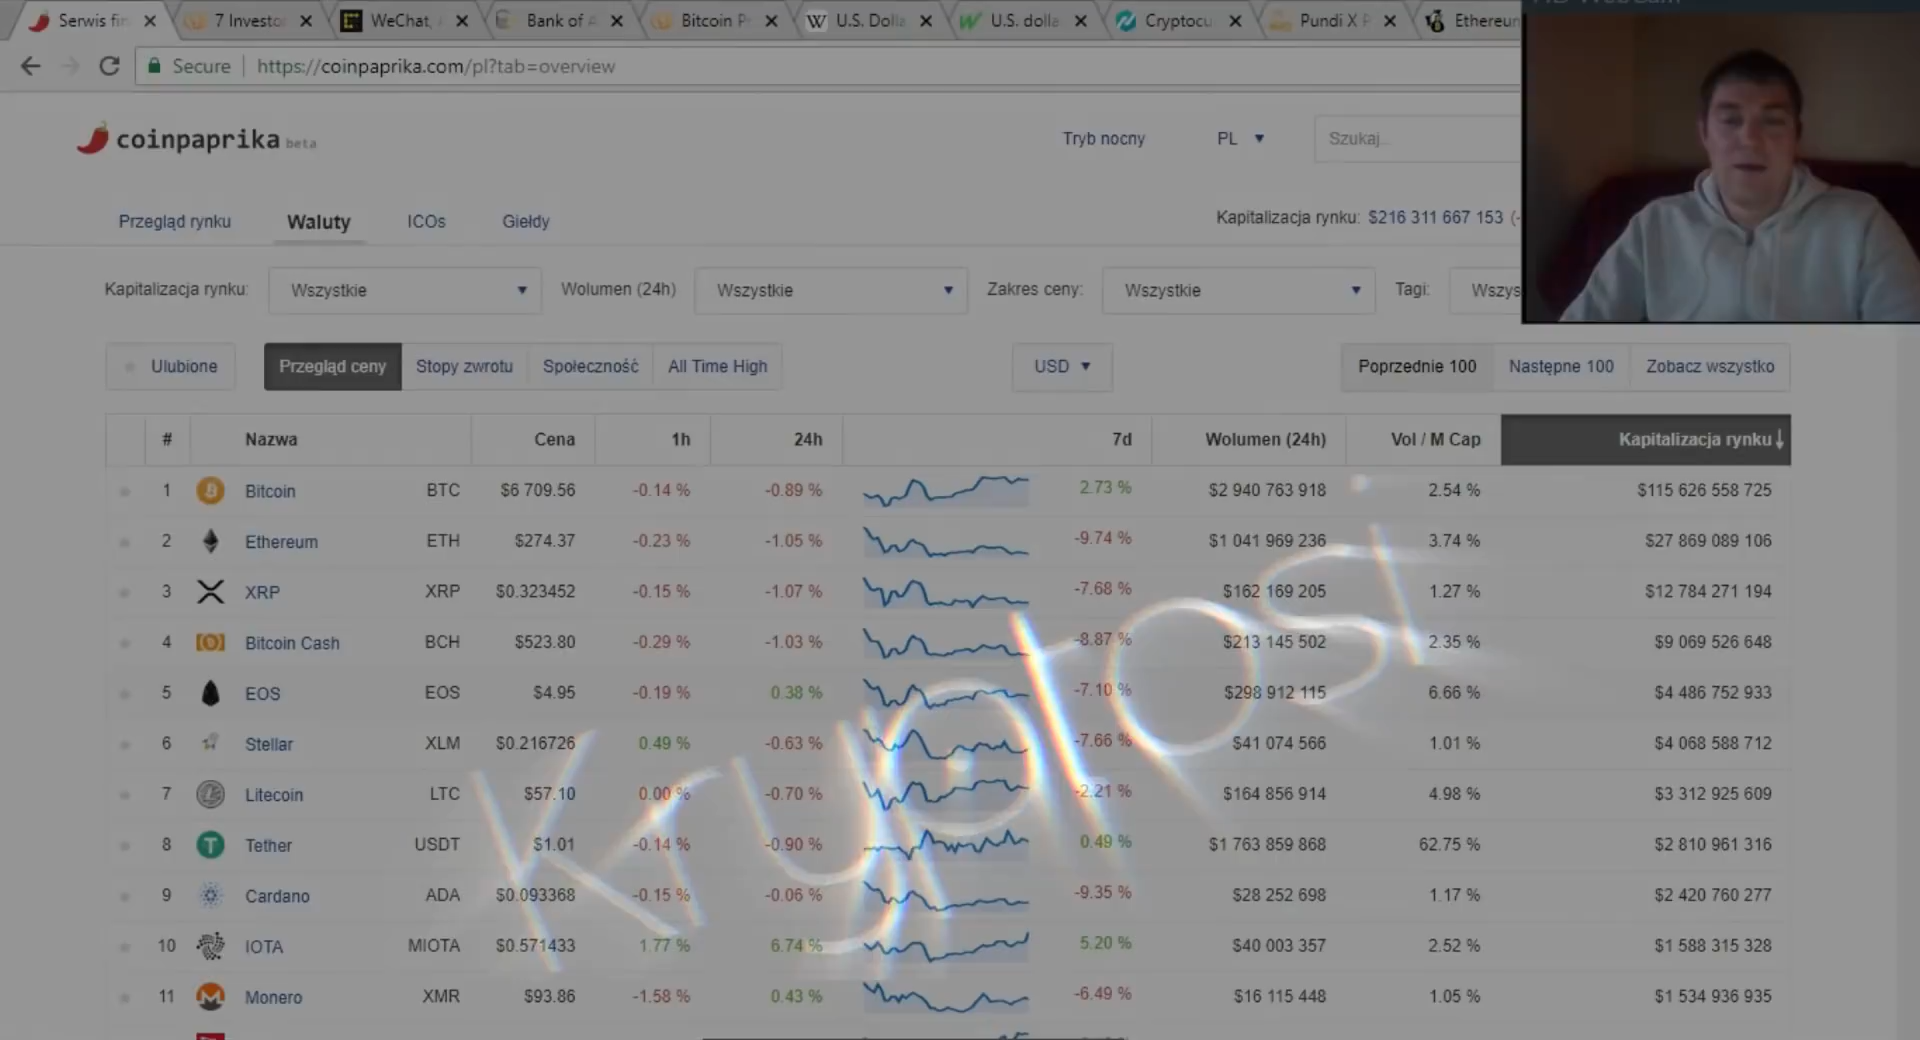 Serwis fin
7 Investo
WeChat,
Bank of A
Bitcoin P
U.S. Dolla
U.S. dolla
Cryptocu
Pundi X P
Ethereun
Secure
https://coinpaprika.com/pl?tab=overview
coinpaprika beta
Tryb nocny
PL
Szukaj...
Przegląd rynku
Waluty
ICOs
Giełdy
Kapitalizacja rynku: $216 311 667 153 (-
Kapitalizacja rynku: Wszystkie
Wolumen (24h) Wszystkie
Zakres ceny: Wszystkie
Tagi: Wszys
Ulubione
Przegląd ceny
Stopy zwrotu
Społeczność
All Time High
USD
Poprzednie 100
Następne 100
Zobacz wszystko
# Nazwa Cena 1h 24h 7d Wolumen (24h) Vol / M Cap Kapitalizacja rynku
1 Bitcoin BTC $6 709.56 -0.14 % -0.89 % 2.73 % $2 940 763 918 2.54 % $115 626 558 725
2 Ethereum ETH $274.37 -0.23 % -1.05 % -9.74 % $1 041 969 236 3.74 % $27 869 089 106
3 XRP XRP $0.323452 -0.15 % -1.07 % -7.68 % $162 169 205 1.27 % $12 784 271 194
4 Bitcoin Cash BCH $523.80 -0.29 % -1.03 % -8.87 % $213 145 502 2.35 % $9 069 526 648
5 EOS EOS $4.95 -0.19 % 0.38 % -7.10 % $298 912 115 6.66 % $4 486 752 933
6 Stellar XLM $0.216726 0.49 % -0.63 % -7.66 % $41 074 566 1.01 % $4 068 588 712
7 Litecoin LTC $57.10 0.00 % -0.70 % -2.21 % $164 856 914 4.98 % $3 312 925 609
8 Tether USDT $1.01 -0.14 % -0.90 % 0.49 % $1 763 859 868 62.75 % $2 810 961 316
9 Cardano ADA $0.093368 -0.15 % -0.06 % -9.35 % $28 252 698 1.17 % $2 420 760 277
10 IOTA MIOTA $0.571433 1.77 % 6.74 % 5.20 % $40 003 357 2.52 % $1 588 315 328
11 Monero XMR $93.86 -1.58 % 0.43 % -6.49 % $16 115 448 1.05 % $1 534 936 935